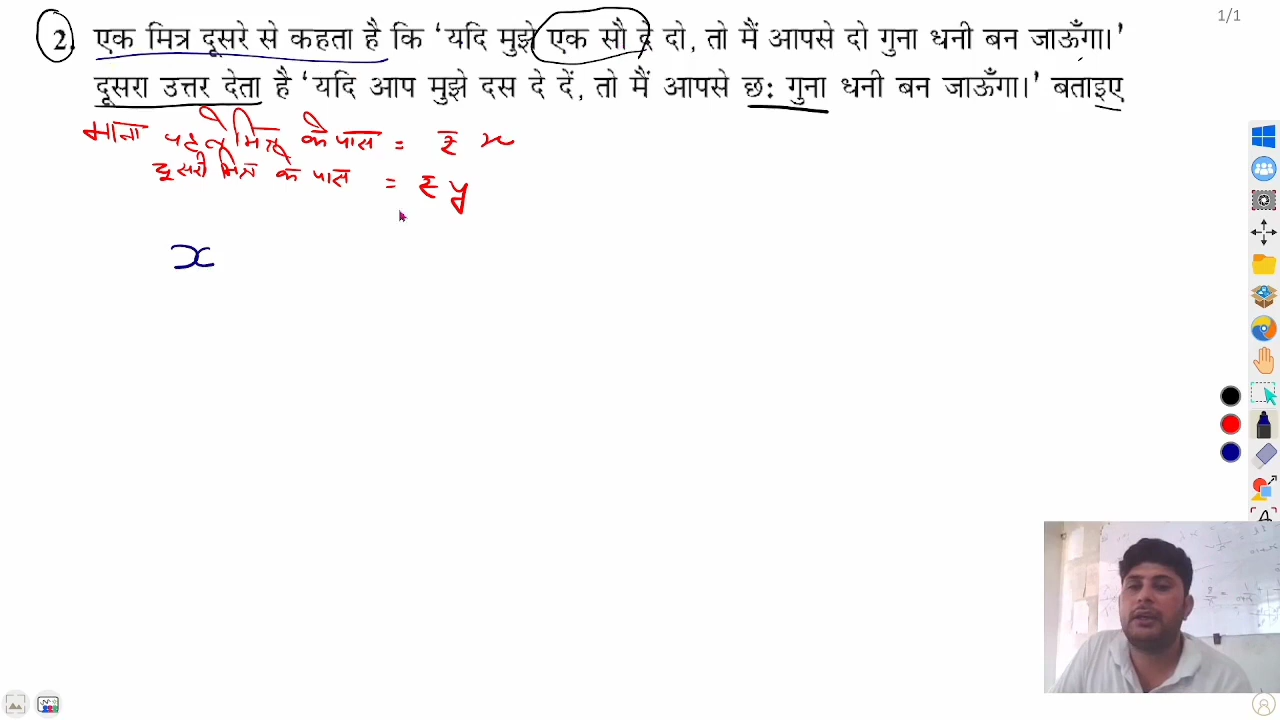 1/1
2. एक मित्र दूसरे से कहता है कि ‘यदि मुझे एक सौ दे दो, तो मैं आपसे दो गुना धनी बन जाऊँगा।’
दूसरा उत्तर देता है ‘यदि आप मुझे दस दे दें, तो मैं आपसे छः गुना धनी बन जाऊँगा।’ बताइए
माना पहले मित्र के पास = ₹ x
दूसरी मित्र के पास = ₹ y
x